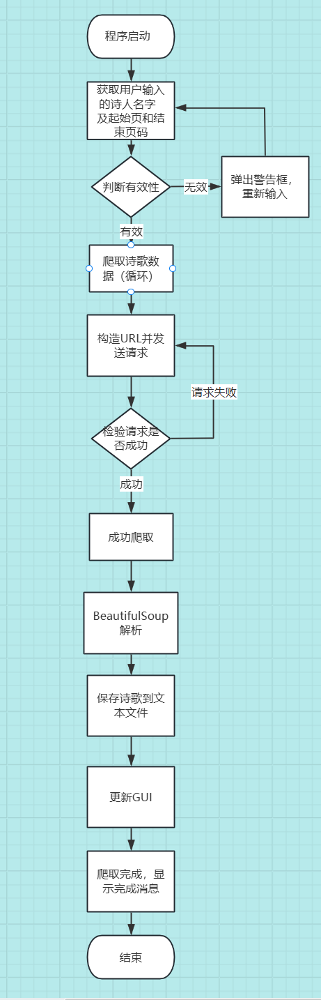 程序启动
获取用户输入
的诗人名字
及起始页和结
束页码
判断有效性
无效
弹出警告框，
重新输入
有效
爬取诗歌数
据（循环）
构造URL并发
送请求
请求失败
检验请求是
否成功
成功
成功爬取
BeautifulSoup
解析
保存诗歌到文
本文件
更新GUI
爬取完成，显
示完成消息
结束